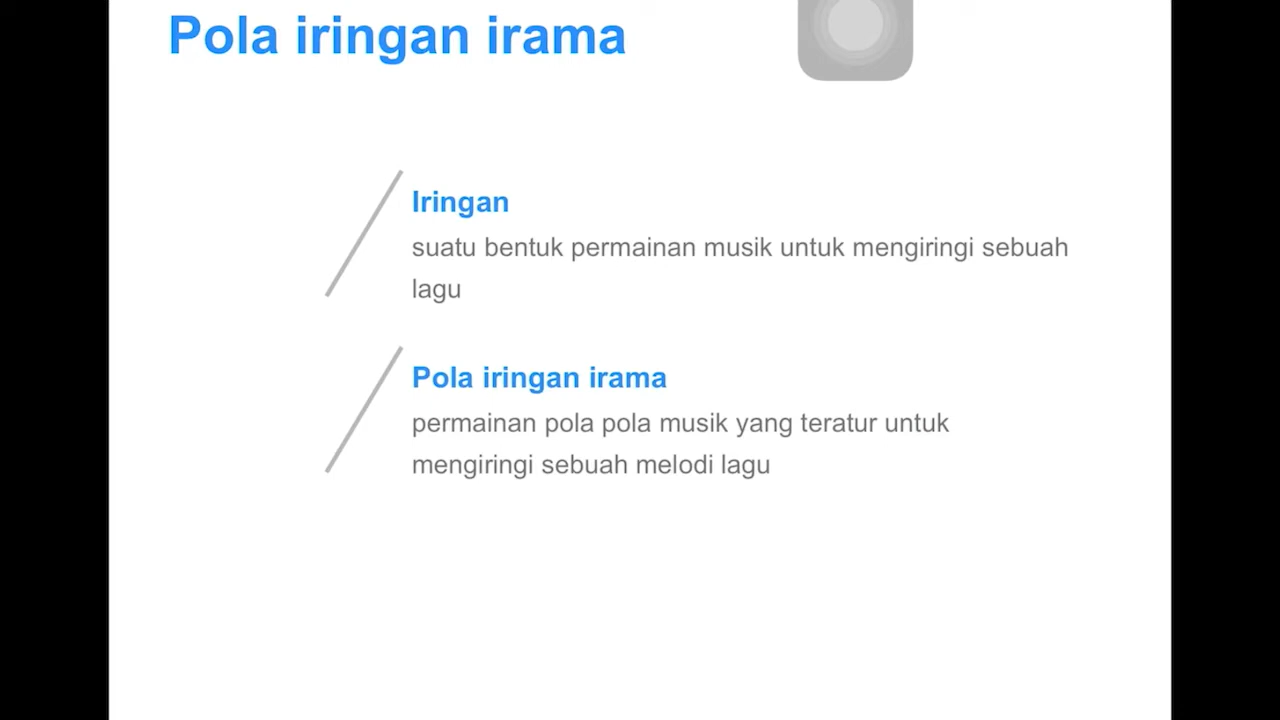 Pola iringan irama
Iringan
suatu bentuk permainan musik untuk mengiringi sebuah
lagu
Pola iringan irama
permainan pola pola musik yang teratur untuk
mengiringi sebuah melodi lagu